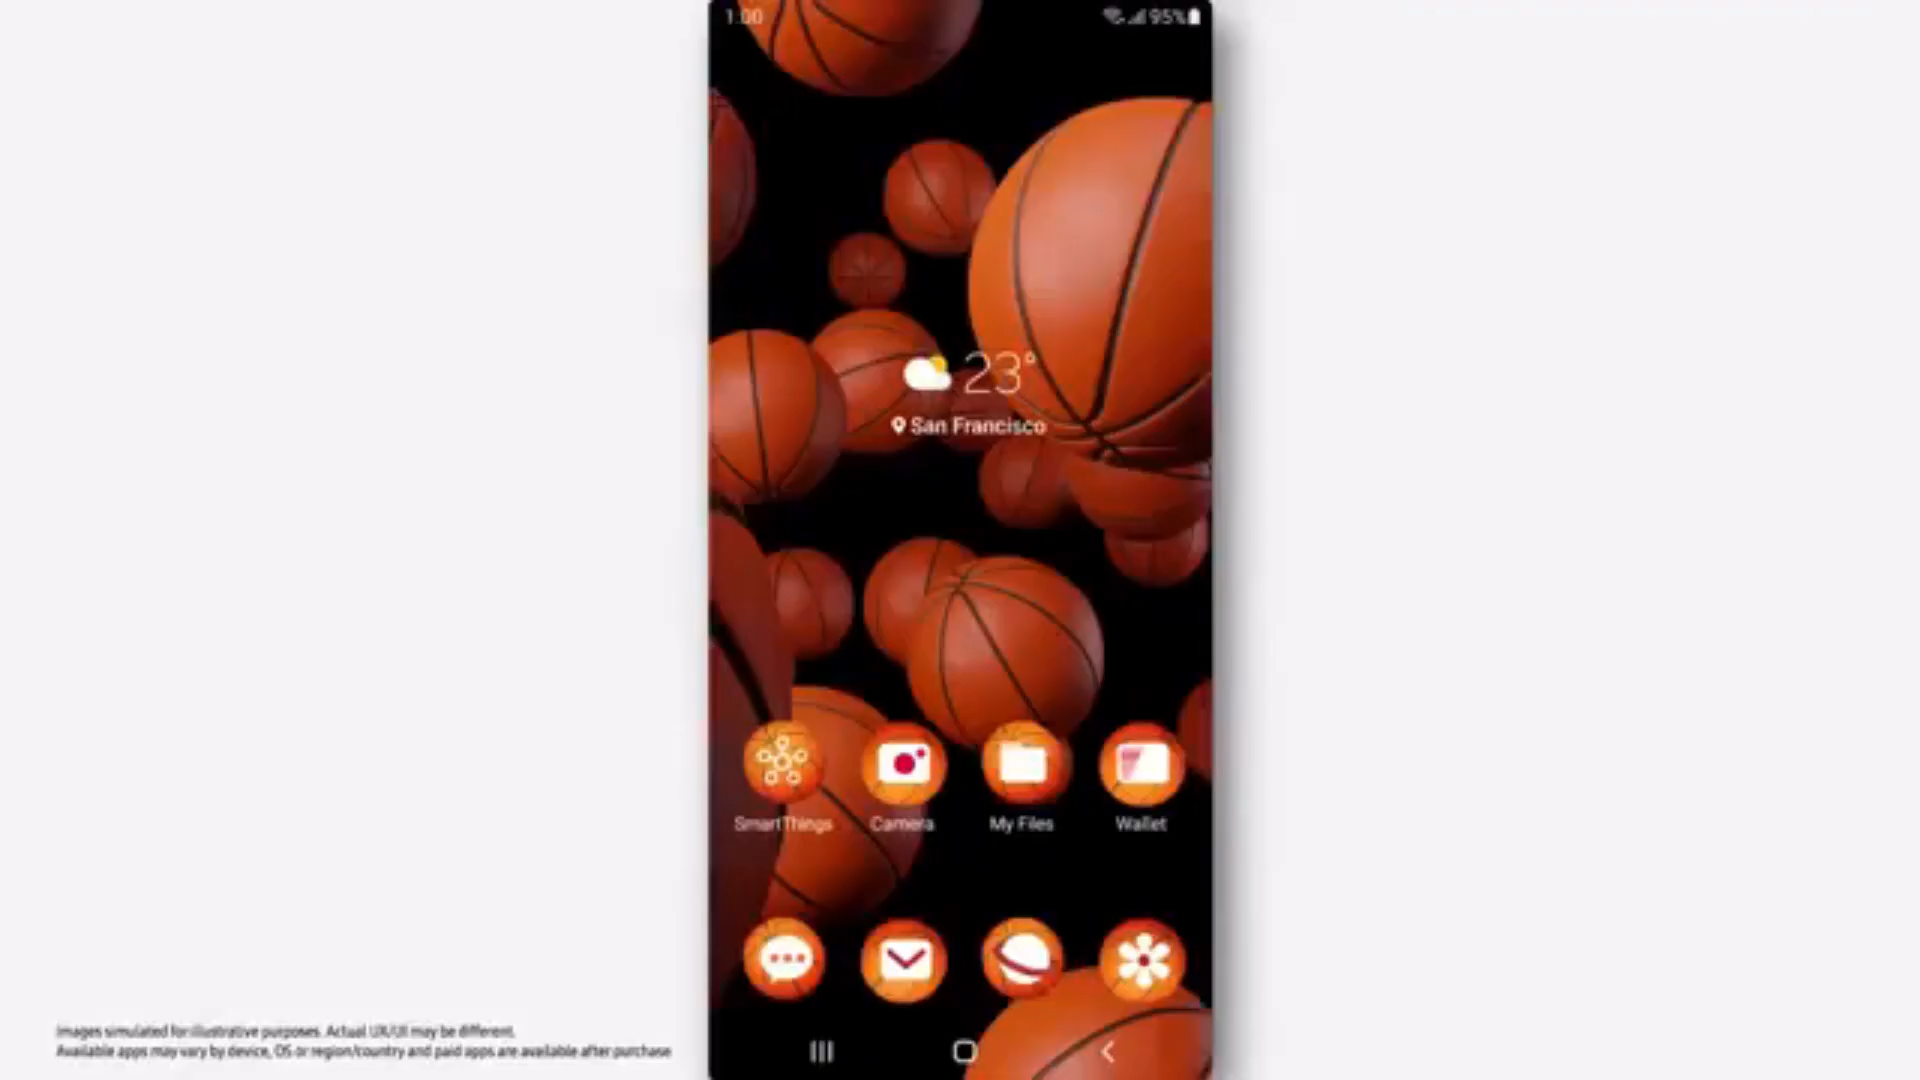 1:00
95%
23°
San Francisco
SmartThings
Camera
My Files
Wallet
Images simulated for illustrative purposes. Actual UX/UI may be different.
Available apps may vary by device, OS or region/country and paid apps are available after purchase